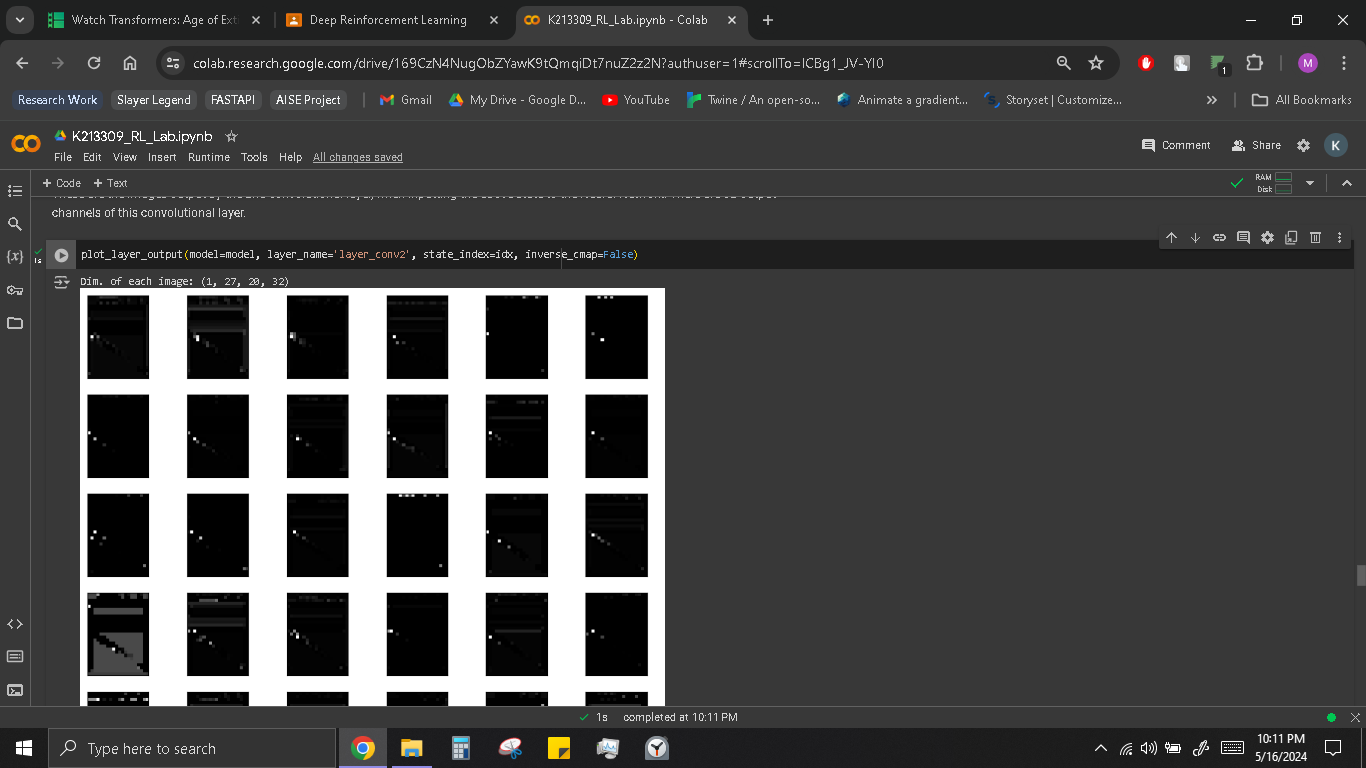 Watch Transformers: Age of Ext
Deep Reinforcement Learning
K213309_RL_Lab.ipynb - Colab
colab.research.google.com/drive/169CzN4NugObZYawK9tQmqiDt7nuZ2z2N?authuser=1#scrollTo=lCBg1_JV-Yl0
1
M
Research Work
Slayer Legend
FASTAPI
AISE Project
Gmail
My Drive - Google D...
YouTube
Twine / An open-so...
Animate a gradient...
Storyset | Customize...
»
All Bookmarks
K213309_RL_Lab.ipynb
File Edit View Insert Runtime Tools Help All changes saved
Comment
Share
K
+ Code + Text
RAM
Disk
channels of this convolutional layer.
1s
plot_layer_output(model=model, layer_name='layer_conv2', state_index=idx, inverse_cmap=False)
Dim. of each image: (1, 27, 20, 32)
1s completed at 10:11 PM
Type here to search
10:11 PM
5/16/2024